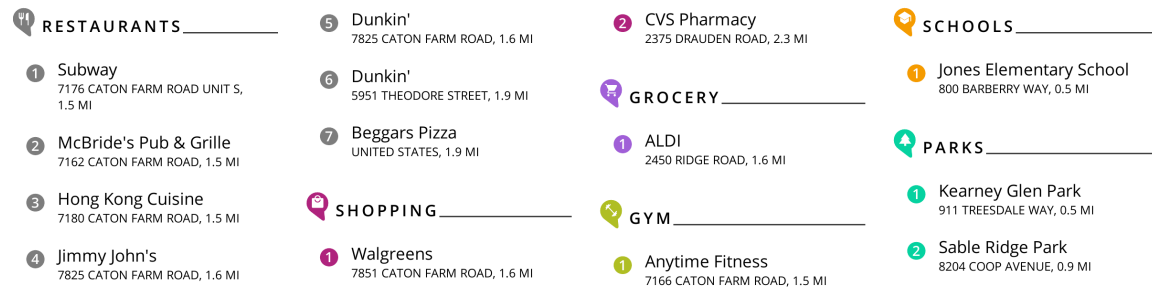 RESTAURANTS
1 Subway
7176 CATON FARM ROAD UNIT S,
1.5 MI
2 McBride's Pub & Grille
7162 CATON FARM ROAD, 1.5 MI
3 Hong Kong Cuisine
7180 CATON FARM ROAD, 1.5 MI
4 Jimmy John's
7825 CATON FARM ROAD, 1.6 MI
5 Dunkin'
7825 CATON FARM ROAD, 1.6 MI
6 Dunkin'
5951 THEODORE STREET, 1.9 MI
7 Beggars Pizza
UNITED STATES, 1.9 MI
SHOPPING
1 Walgreens
7851 CATON FARM ROAD, 1.6 MI
2 CVS Pharmacy
2375 DRAUDEN ROAD, 2.3 MI
GROCERY
1 ALDI
2450 RIDGE ROAD, 1.6 MI
GYM
1 Anytime Fitness
7166 CATON FARM ROAD, 1.5 MI
SCHOOLS
1 Jones Elementary School
800 BARBERRY WAY, 0.5 MI
PARKS
1 Kearney Glen Park
911 TREESDALE WAY, 0.5 MI
2 Sable Ridge Park
8204 COOP AVENUE, 0.9 MI